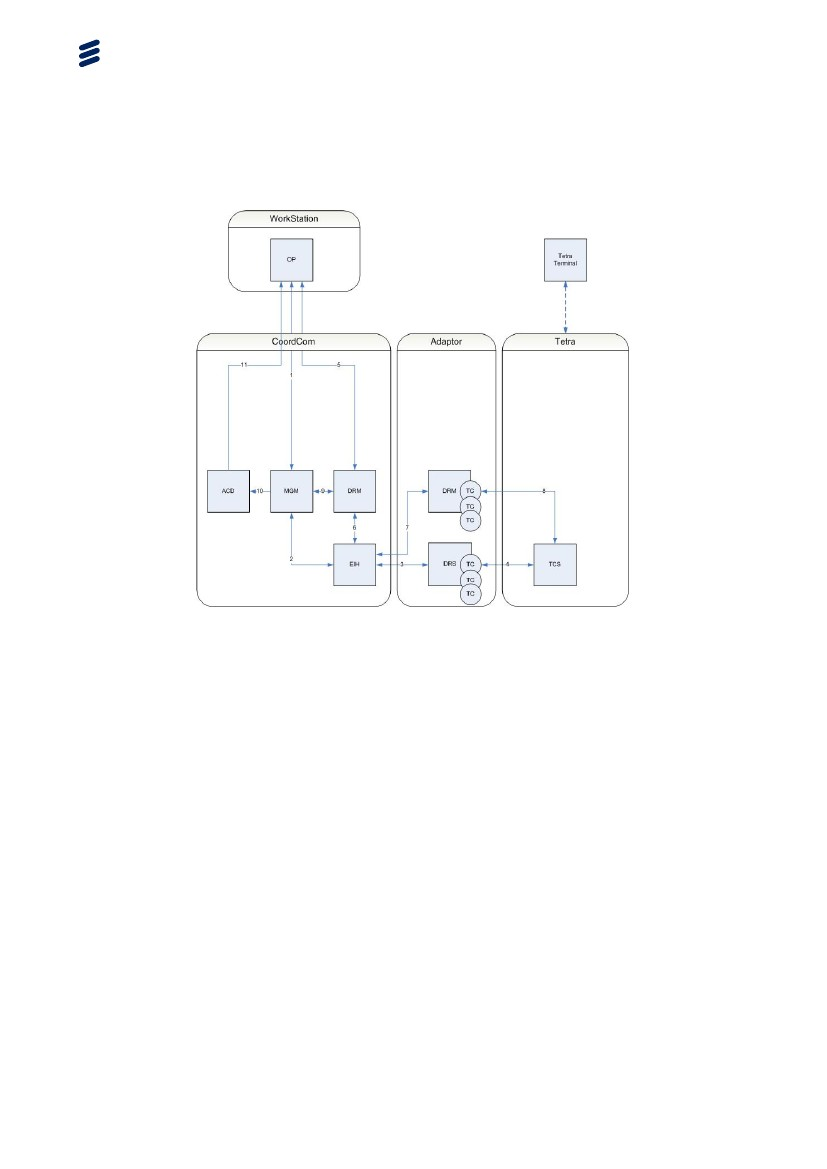 WorkStation
OP
Tetra
Terminal
CoordCom
Adaptor
Tetra
11
5
1
ACD
10
MGM
9
DRM
DRM
TC
8
TC
TC
6
7
2
EIH
3
DRS
TC
4
TCS
TC
TC